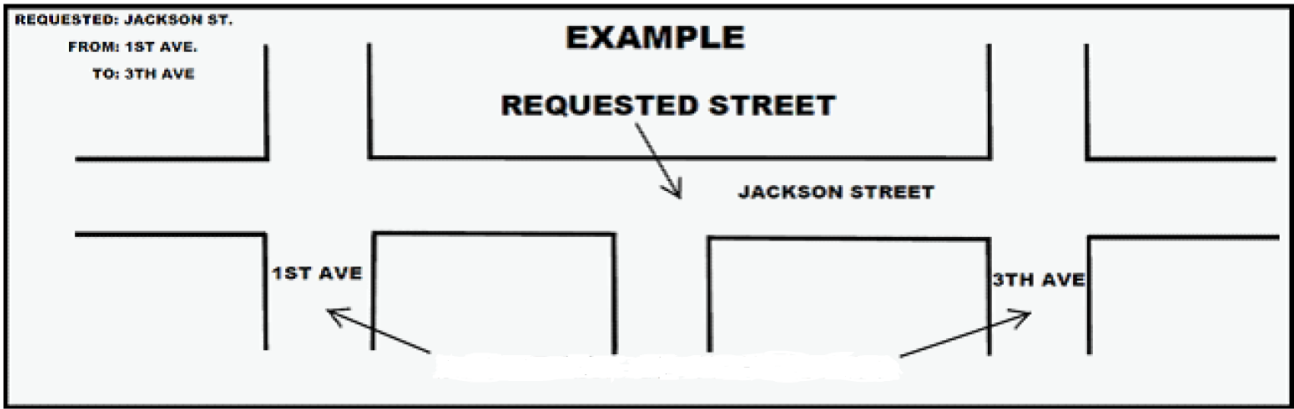 REQUESTED: JACKSON ST.
FROM: 1ST AVE.
TO: 3TH AVE
EXAMPLE
REQUESTED STREET
JACKSON STREET
1ST AVE
3TH AVE